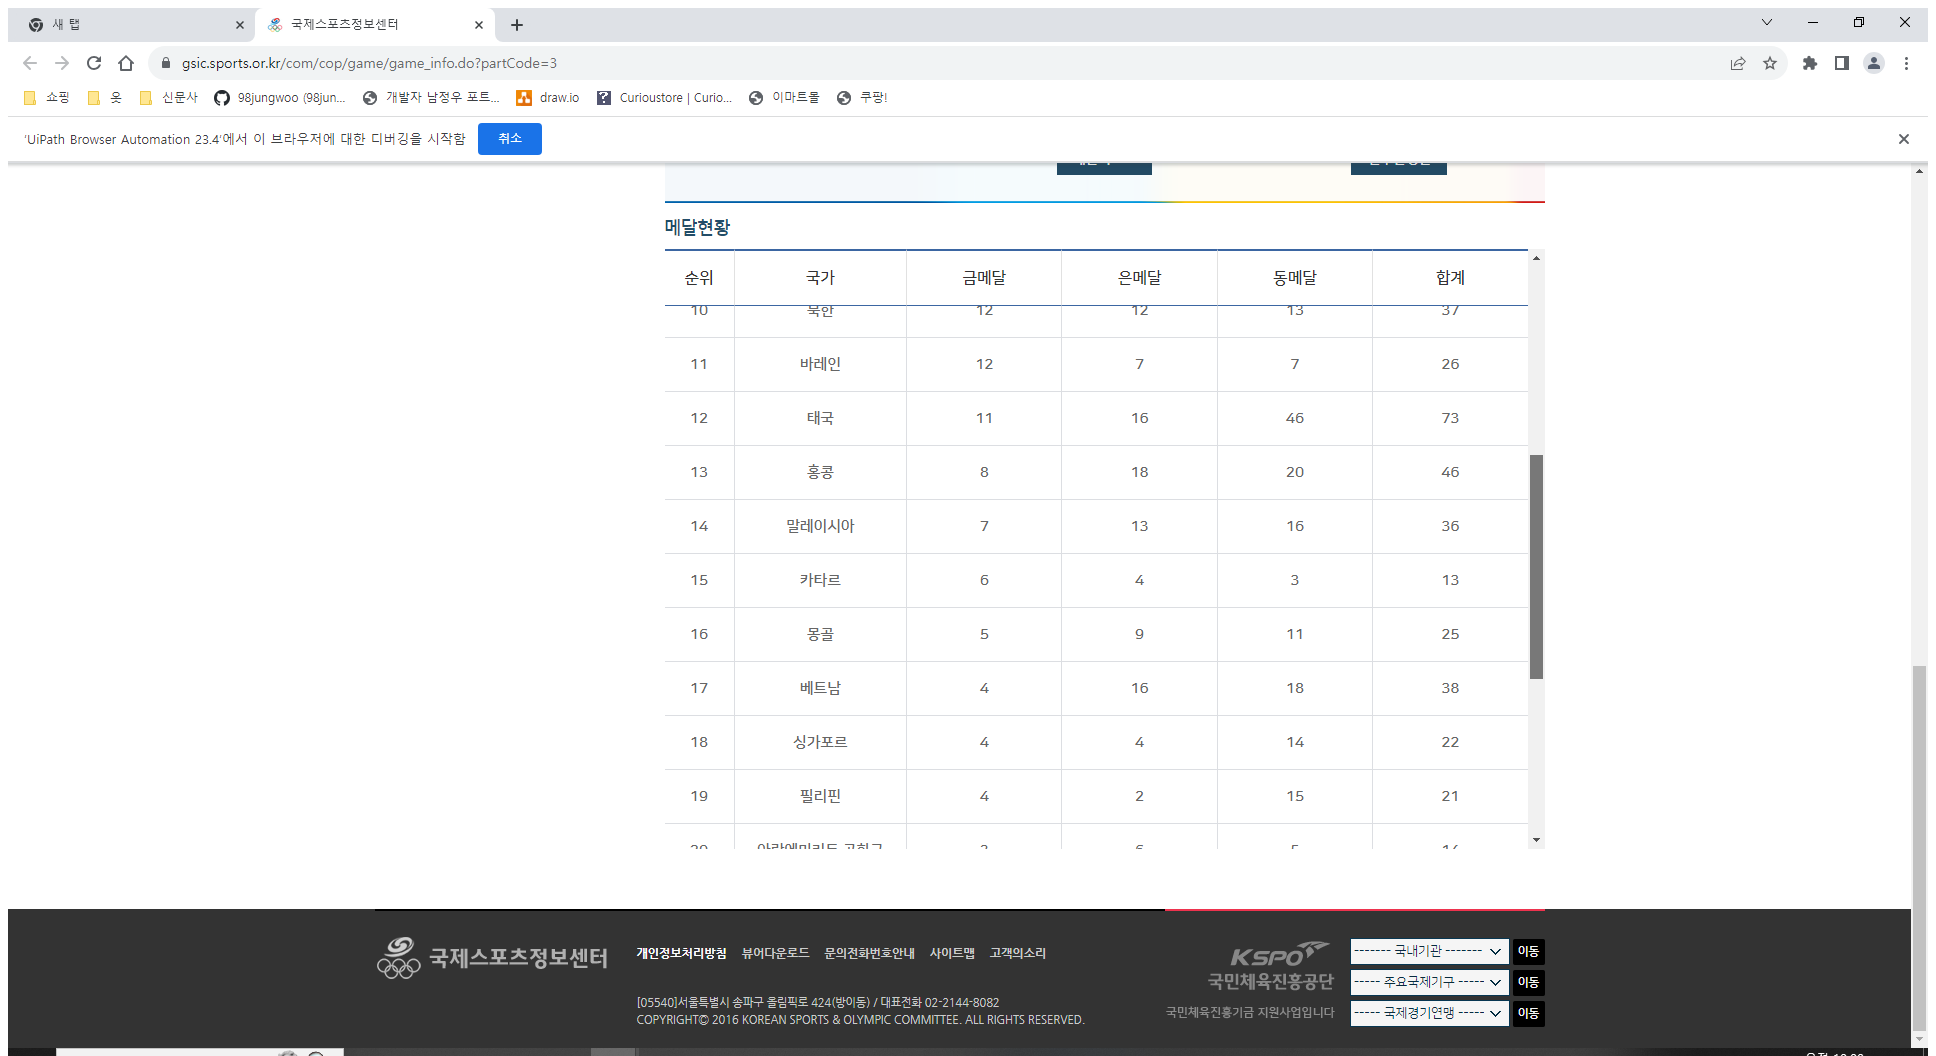 새 탭
국제스포츠정보센터
gsic.sports.or.kr/com/cop/game/game_info.do?partCode=3
쇼핑 옷 신문사 98jungwoo (98jun... 개발자 남정우 포트... draw.io Curioustore | Curio... 이마트몰 쿠팡!
'UiPath Browser Automation 23.4'에서 이 브라우저에 대한 디버깅을 시작함 취소
메달현황
순위 국가 금메달 은메달 동메달 합계
10 북한 12 12 13 37
11 바레인 12 7 7 26
12 태국 11 16 46 73
13 홍콩 8 18 20 46
14 말레이시아 7 13 16 36
15 카타르 6 4 3 13
16 몽골 5 9 11 25
17 베트남 4 16 18 38
18 싱가포르 4 4 14 22
19 필리핀 4 2 15 21
국제스포츠정보센터
개인정보처리방침 뷰어다운로드 문의전화번호안내 사이트맵 고객의소리
[05540]서울특별시 송파구 올림픽로 424(방이동) / 대표전화 02-2144-8082
COPYRIGHT© 2016 KOREAN SPORTS & OLYMPIC COMMITTEE. ALL RIGHTS RESERVED.
KSPO
국민체육진흥공단
국민체육진흥기금 지원사업입니다
------- 국내기관 ------- 이동
----- 주요국제기구 ----- 이동
----- 국제경기연맹 ----- 이동